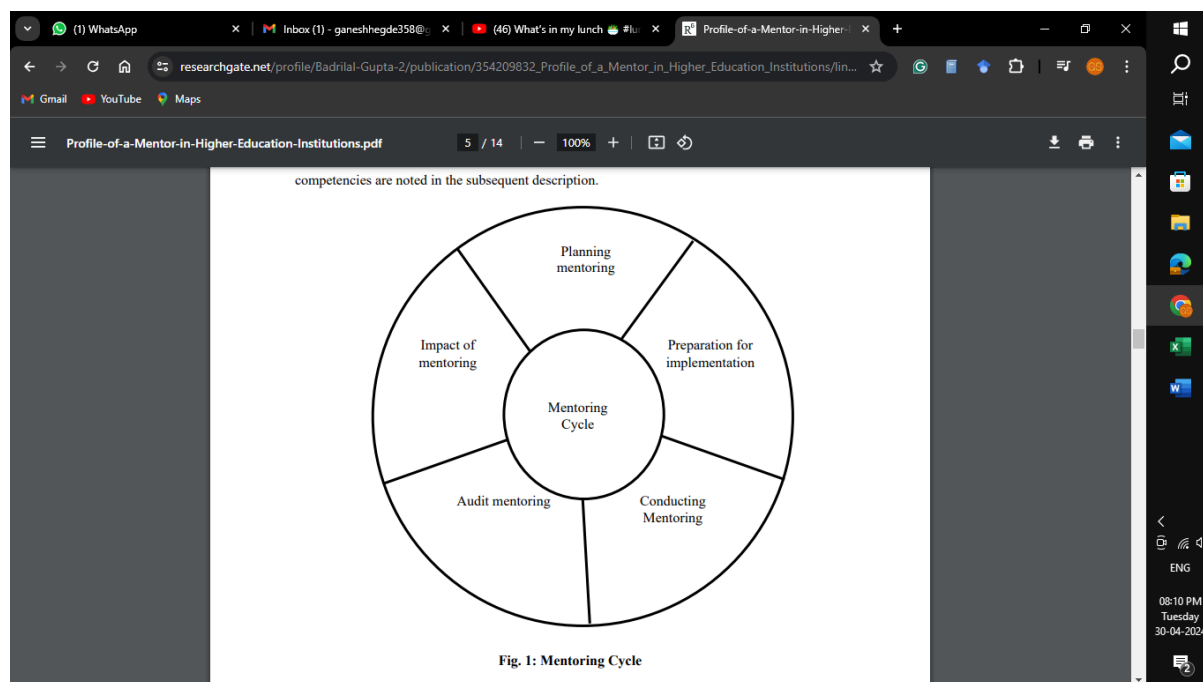 (1) WhatsApp
Inbox (1) - ganeshhegde358@g
(46) What's in my lunch 🍵 #lur
Profile-of-a-Mentor-in-Higher-
researchgate.net/profile/Badrilal-Gupta-2/publication/354209832_Profile_of_a_Mentor_in_Higher_Education_Institutions/lin...
GS
Gmail
YouTube
Maps
Profile-of-a-Mentor-in-Higher-Education-Institutions.pdf
5 / 14
100%
competencies are noted in the subsequent description.
Planning
mentoring
Impact of
mentoring
Preparation for
implementation
Mentoring
Cycle
Audit mentoring
Conducting
Mentoring
Fig. 1: Mentoring Cycle
ENG
08:10 PM
Tuesday
30-04-2024
2